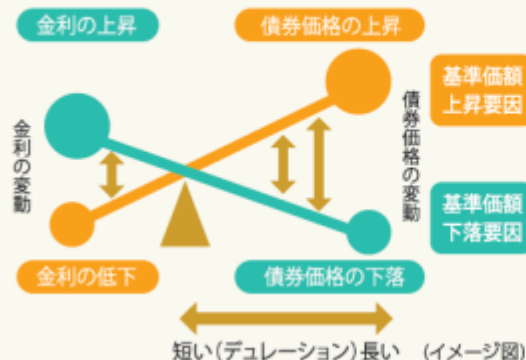 金利の上昇
債券価格の上昇
基準価額
上昇要因
金利の変動
債券価格の変動
基準価額
下落要因
金利の低下
債券価格の下落
短い(デュレーション)長い (イメージ図)